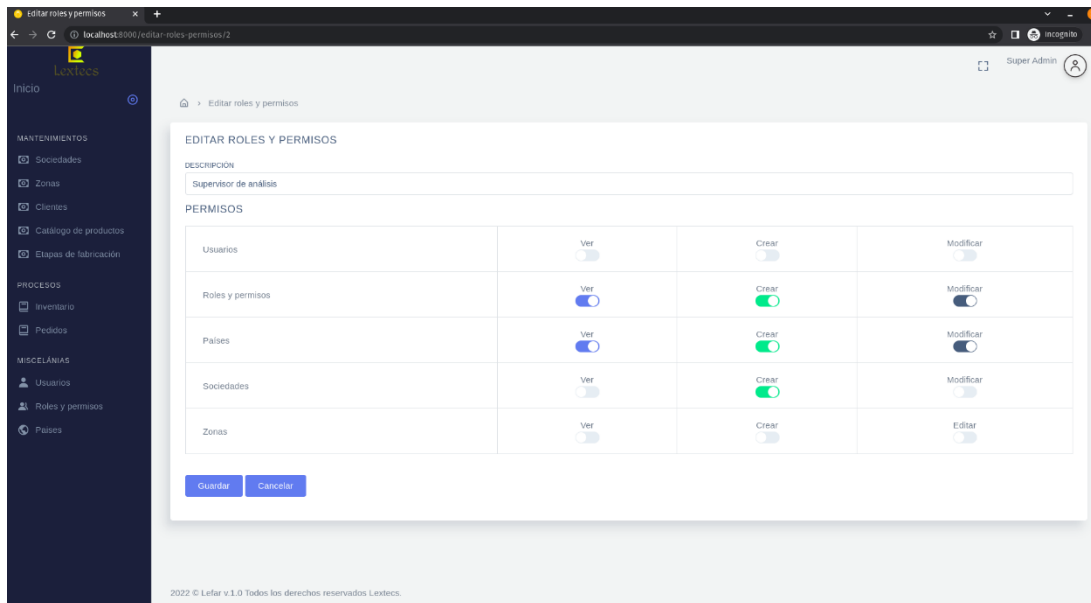 Editar roles y permisos
localhost:8000/editar-roles-permisos/2
Incognito
Lextecs
Inicio
Super Admin
Editar roles y permisos
MANTENIMIENTOS
Sociedades
Zonas
Clientes
Catálogo de productos
Etapas de fabricación
PROCESOS
Inventario
Pedidos
MISCELÁNIAS
Usuarios
Roles y permisos
Paises
EDITAR ROLES Y PERMISOS
DESCRIPCIÓN
Supervisor de análisis
PERMISOS
Usuarios Ver Crear Modificar
Roles y permisos Ver Crear Modificar
Países Ver Crear Modificar
Sociedades Ver Crear Modificar
Zonas Ver Crear Editar
Guardar Cancelar
2022 © Lefar v.1.0 Todos los derechos reservados Lextecs.